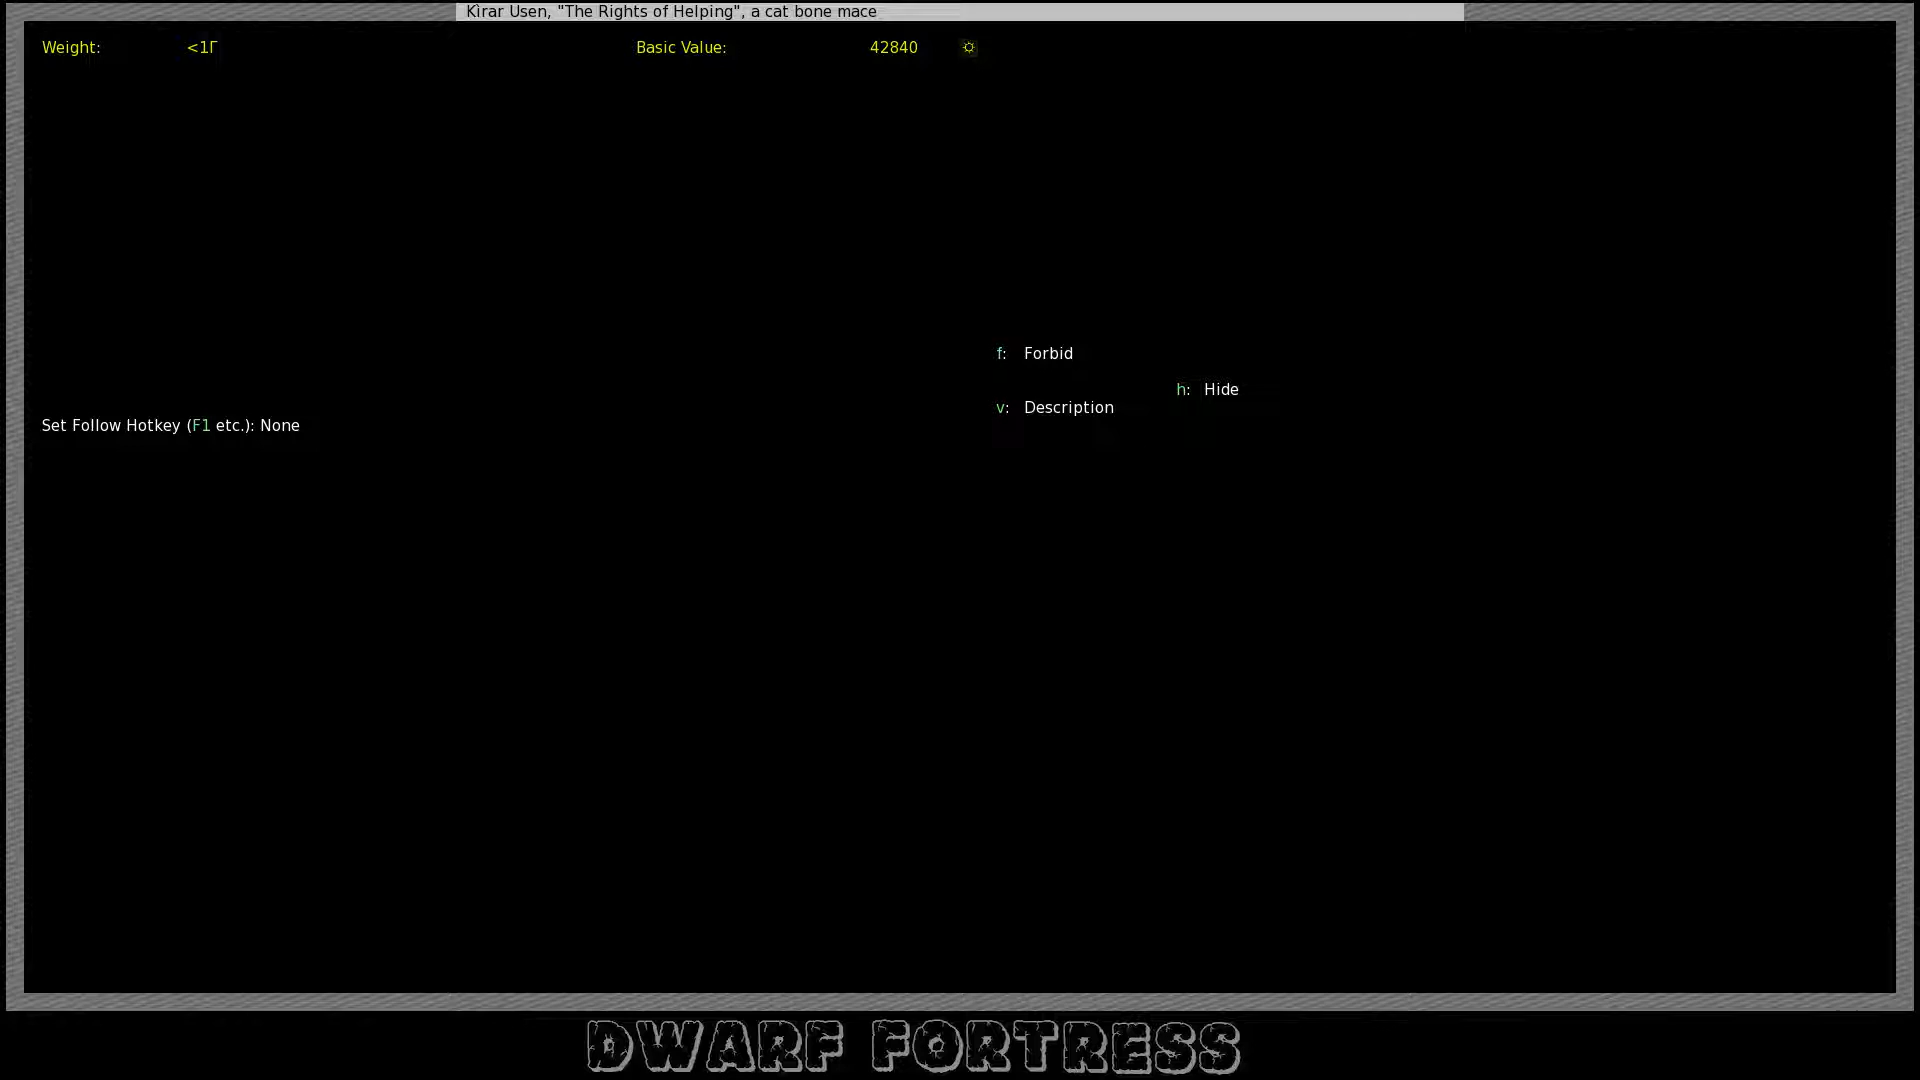 Kìrar Usen, "The Rights of Helping", a cat bone mace
Weight: <1Γ Basic Value: 42840 ☼
f: Forbid
h: Hide
v: Description
Set Follow Hotkey (F1 etc.): None
DWARF FORTRESS